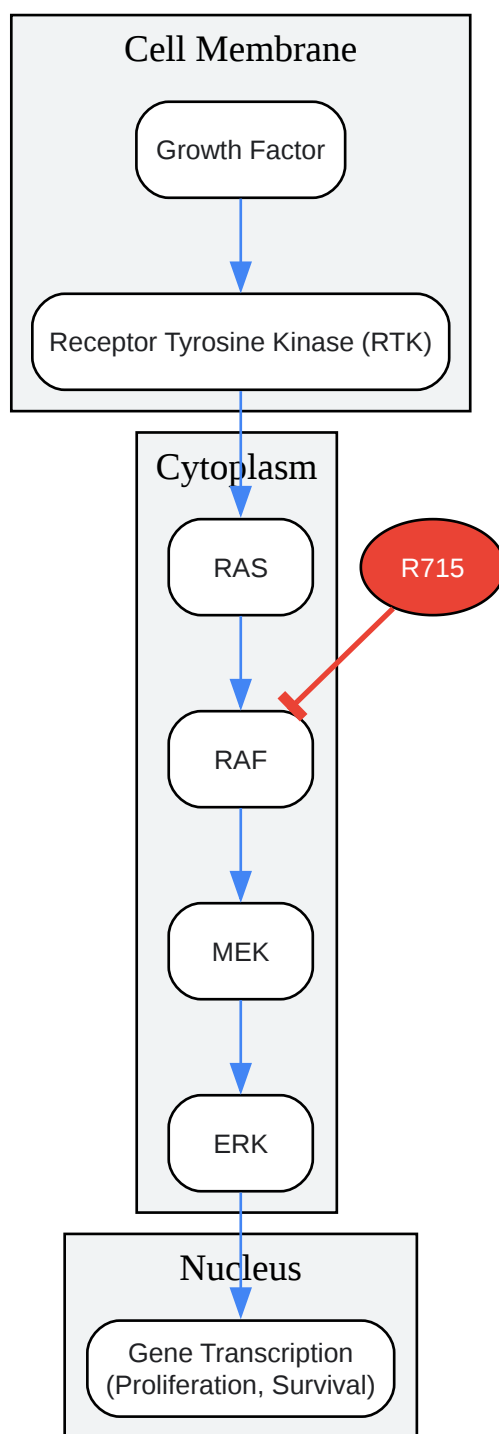 Cell Membrane
Growth Factor
Receptor Tyrosine Kinase (RTK)
Cytoplasm
RAS
R715
RAF
MEK
ERK
Nucleus
Gene Transcription
(Proliferation, Survival)